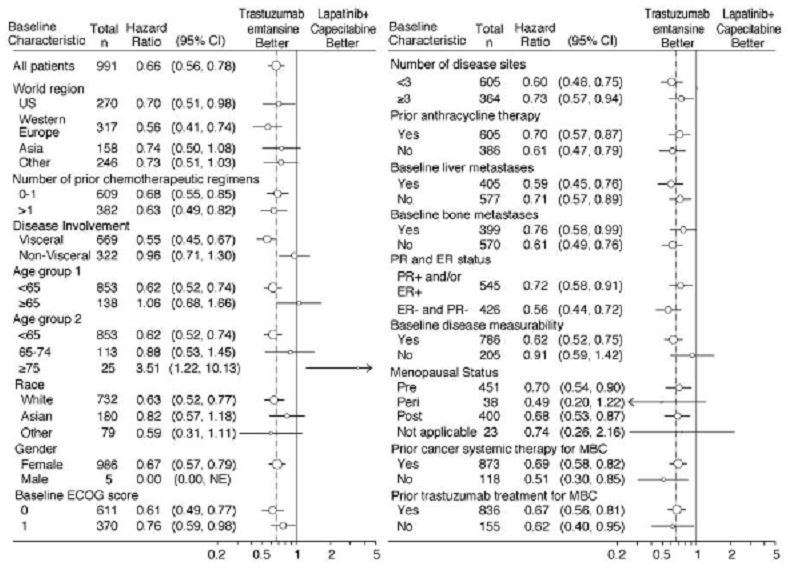 Baseline Characteristic Total n Hazard Ratio (95% CI) Trastuzumab emtansine Better Lapatinib+ Capecitabine Better
All patients 991 0.66 (0.56, 0.78)
World region
US 270 0.70 (0.51, 0.98)
Western Europe 317 0.56 (0.41, 0.74)
Asia 158 0.74 (0.50, 1.08)
Other 246 0.73 (0.51, 1.03)
Number of prior chemotherapeutic regimens
0-1 609 0.68 (0.55, 0.85)
>1 382 0.63 (0.49, 0.82)
Disease Involvement
Visceral 669 0.55 (0.45, 0.67)
Non-Visceral 322 0.96 (0.71, 1.30)
Age group 1
<65 853 0.62 (0.52, 0.74)
≥65 138 1.06 (0.68, 1.66)
Age group 2
<65 853 0.62 (0.52, 0.74)
65-74 113 0.88 (0.53, 1.45)
≥75 25 3.51 (1.22, 10.13)
Race
White 732 0.63 (0.52, 0.77)
Asian 180 0.82 (0.57, 1.18)
Other 79 0.59 (0.31, 1.11)
Gender
Female 986 0.67 (0.57, 0.79)
Male 5 0.00 (0.00, NE)
Baseline ECOG score
0 611 0.61 (0.49, 0.77)
1 370 0.76 (0.59, 0.98)
0.2 0.5 1 2 5
Baseline Characteristic Total n Hazard Ratio (95% CI) Trastuzumab emtansine Better Lapatinib+ Capecitabine Better
Number of disease sites
<3 605 0.60 (0.48, 0.75)
≥3 364 0.73 (0.57, 0.94)
Prior anthracycline therapy
Yes 605 0.70 (0.57, 0.87)
No 386 0.61 (0.47, 0.79)
Baseline liver metastases
Yes 405 0.59 (0.45, 0.76)
No 577 0.71 (0.57, 0.89)
Baseline bone metastases
Yes 399 0.76 (0.58, 0.99)
No 570 0.61 (0.49, 0.76)
PR and ER status
PR+ and/or ER+ 545 0.72 (0.58, 0.91)
ER- and PR- 426 0.56 (0.44, 0.72)
Baseline disease measurability
Yes 786 0.62 (0.52, 0.75)
No 205 0.91 (0.59, 1.42)
Menopausal Status
Pre 451 0.70 (0.54, 0.90)
Peri 38 0.49 (0.20, 1.22)
Post 400 0.68 (0.53, 0.87)
Not applicable 23 0.74 (0.26, 2.16)
Prior cancer systemic therapy for MBC
Yes 873 0.69 (0.58, 0.82)
No 118 0.51 (0.30, 0.85)
Prior trastuzumab treatment for MBC
Yes 836 0.67 (0.56, 0.81)
No 155 0.62 (0.40, 0.95)
0.2 0.5 1 2 5